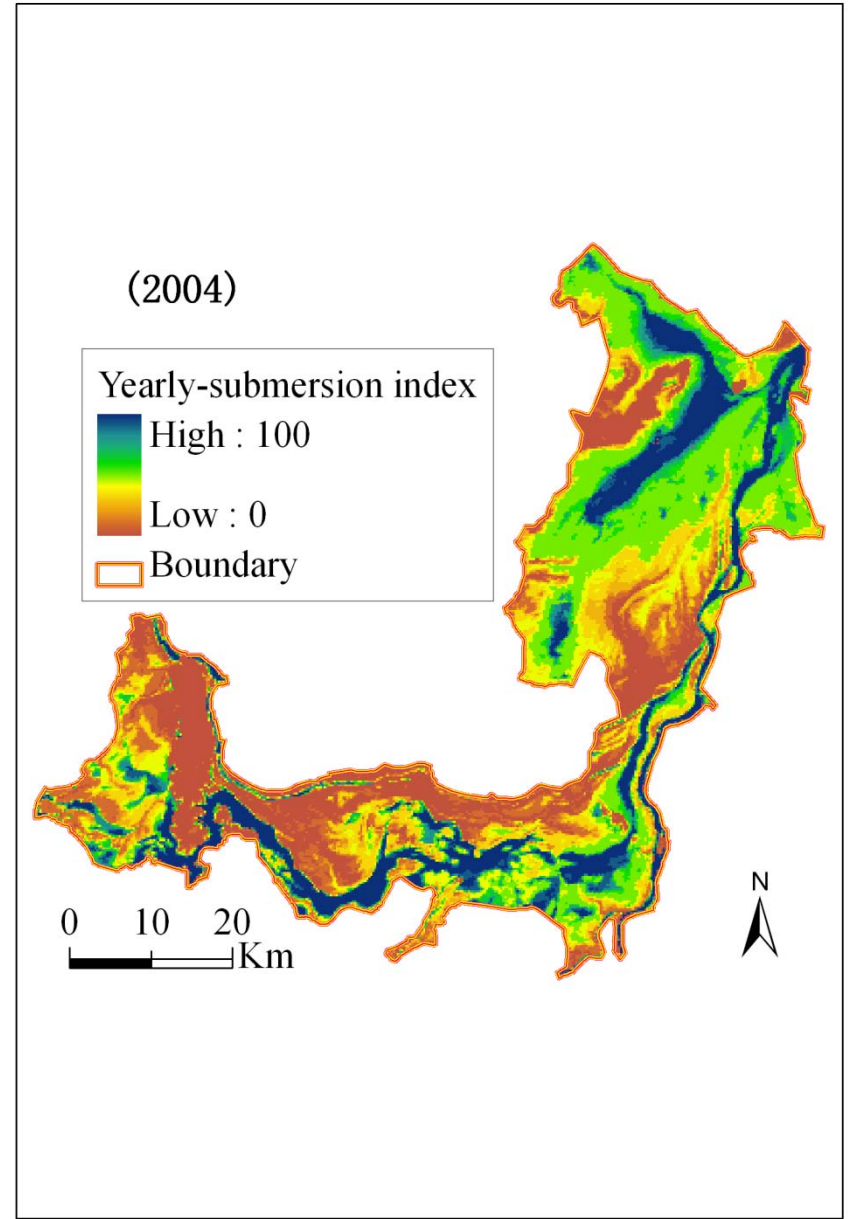 (2004)
Yearly-submersion index
High : 100
Low : 0
Boundary
N
0 10 20
Km